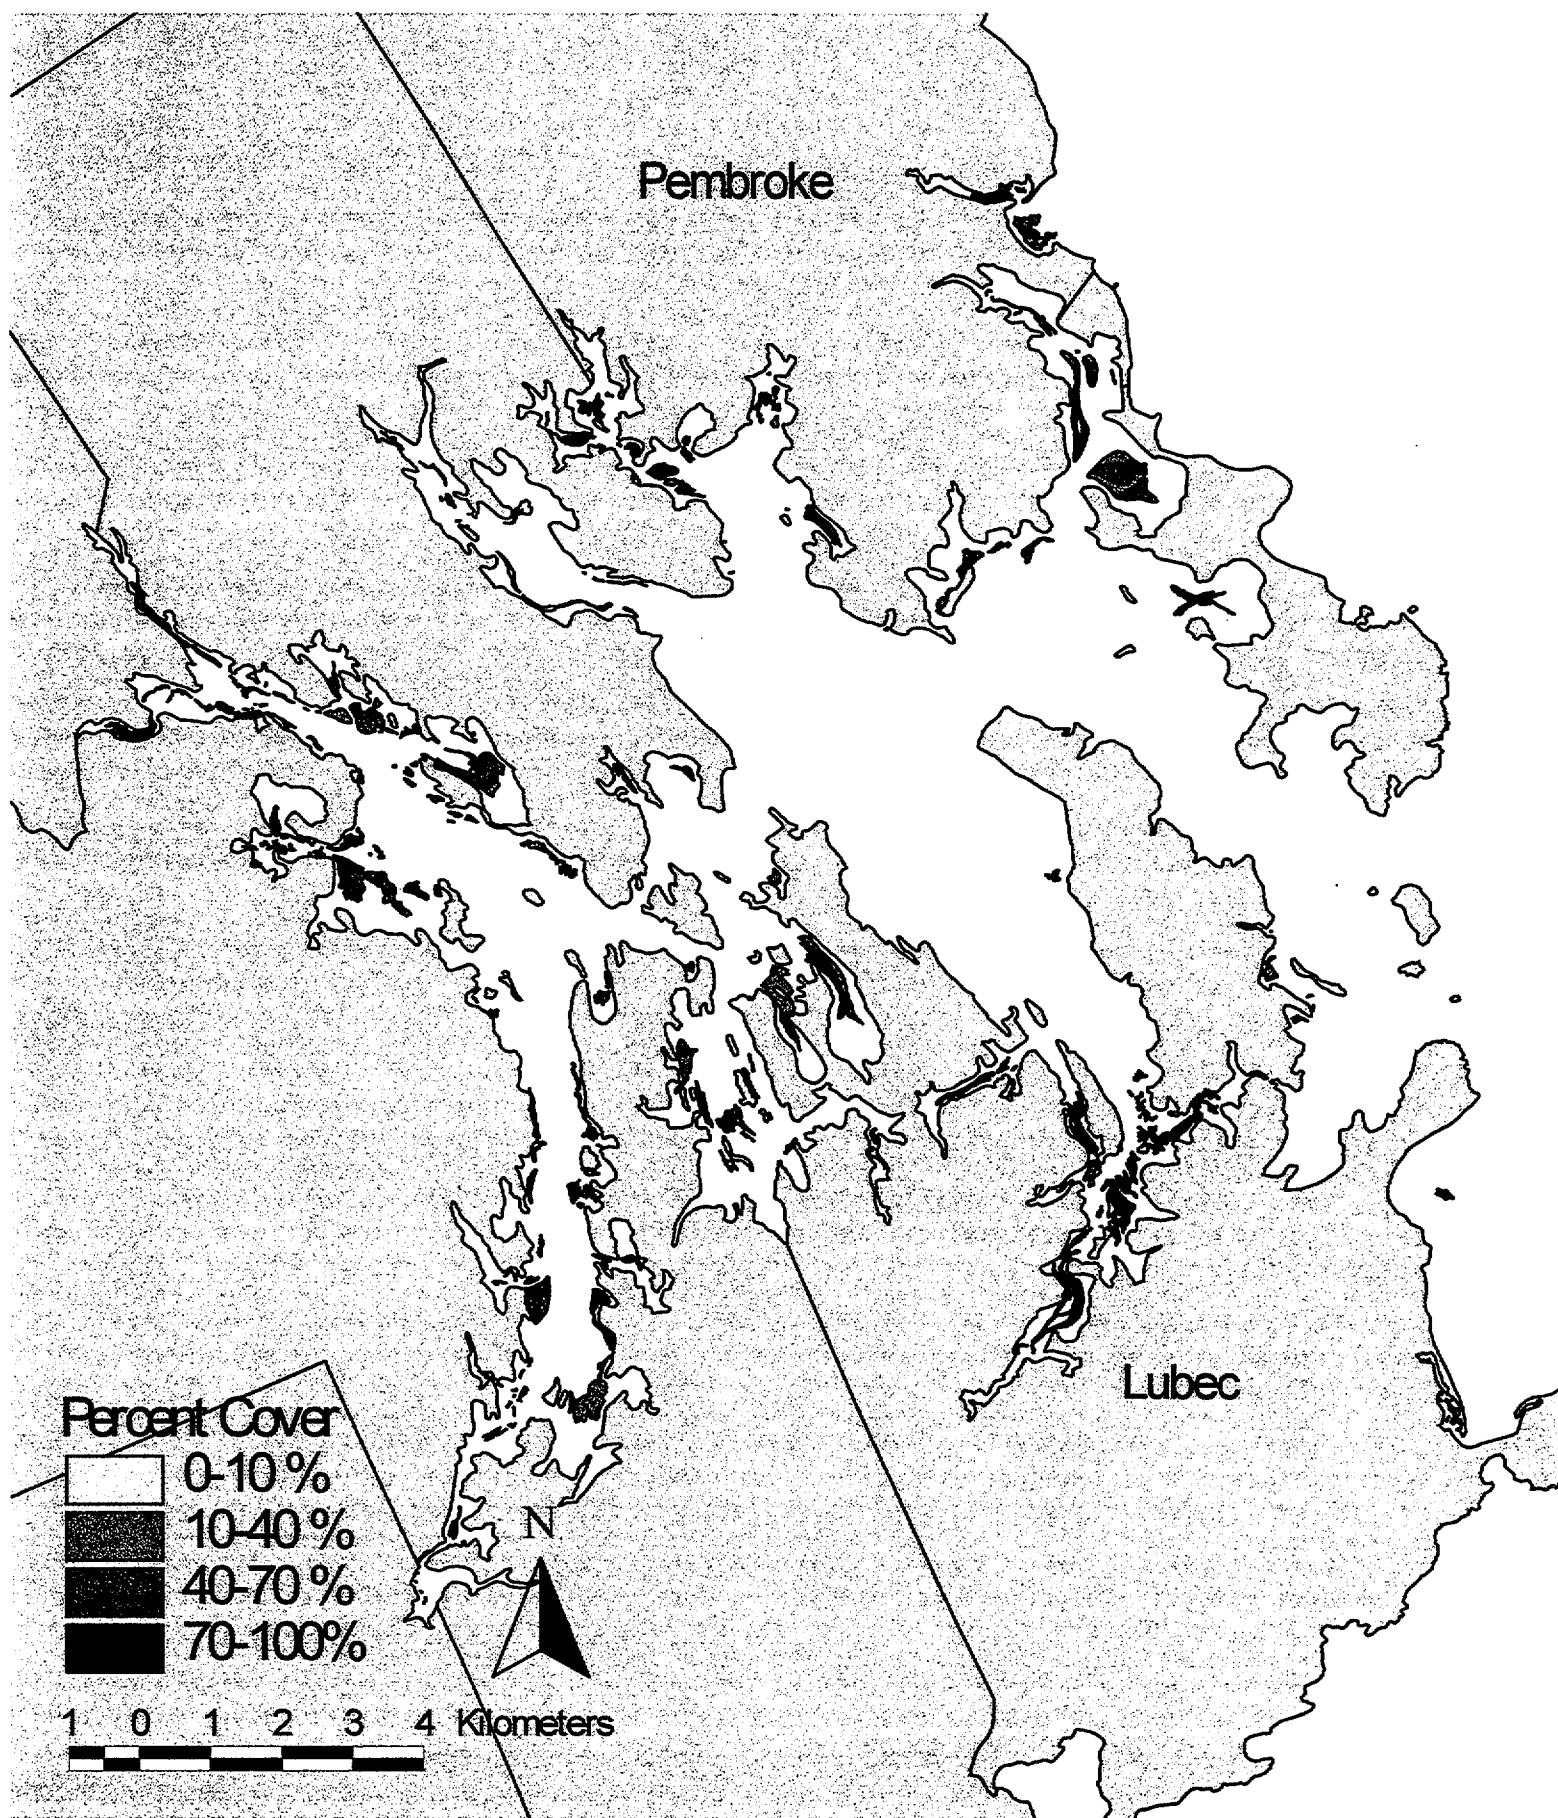 Pembroke
Lubec
Percent Cover
0-10 %
10-40 %
40-70 %
70-100%
N
1 0 1 2 3 4 Kilometers